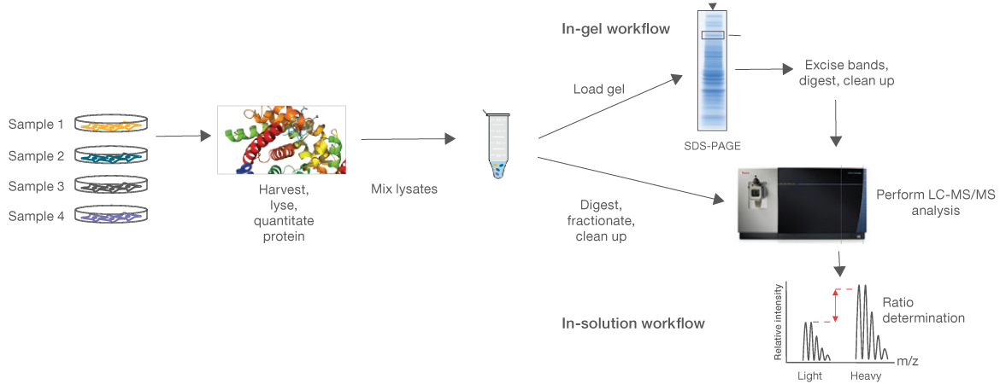 In-gel workflow
Load gel
SDS-PAGE
Excise bands,
digest, clean up
Sample 1
Sample 2
Sample 3
Sample 4
Harvest,
lyse,
quantitate
protein
Mix lysates
Digest,
fractionate,
clean up
Perform LC-MS/MS
analysis
In-solution workflow
Relative intensity
Ratio
determination
m/z
Light
Heavy